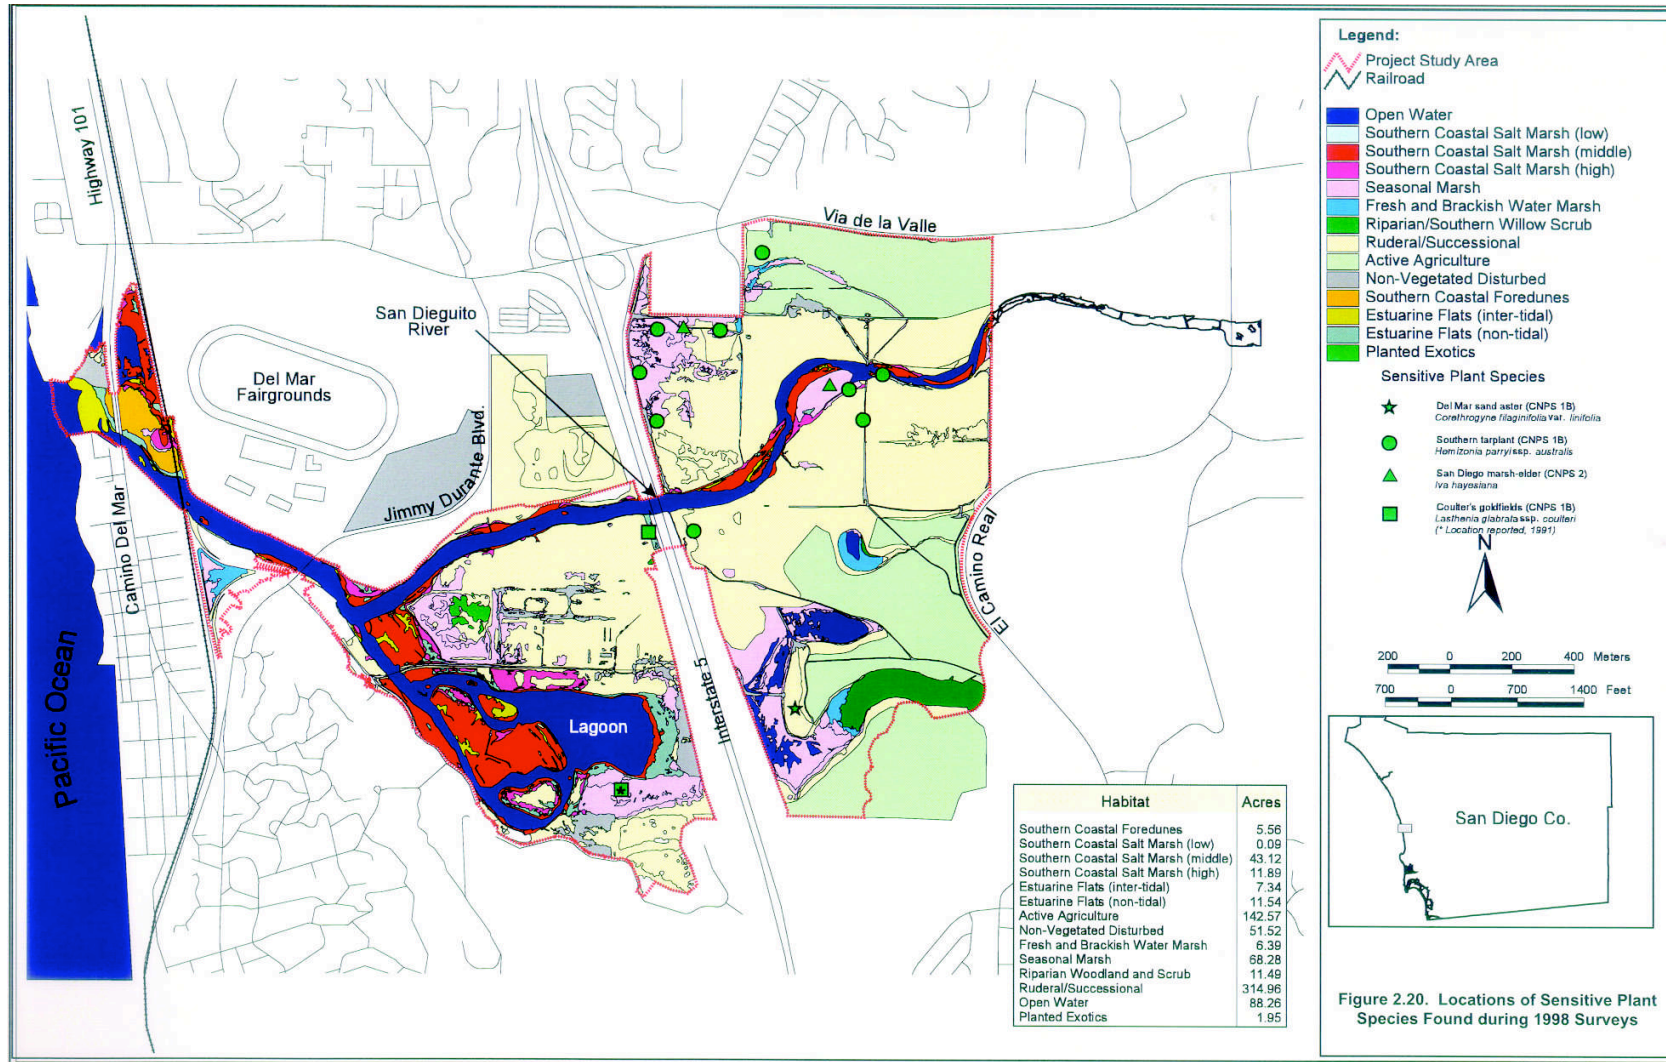 Highway 101
Via de la Valle
San Dieguito
River
Del Mar
Fairgrounds
Jimmy Durante Blvd.
Camino Del Mar
El Camino Real
Pacific Ocean
Interstate 5
Lagoon
Habitat Acres
Southern Coastal Foredunes 5.56
Southern Coastal Salt Marsh (low) 0.09
Southern Coastal Salt Marsh (middle) 43.12
Southern Coastal Salt Marsh (high) 11.89
Estuarine Flats (inter-tidal) 7.34
Estuarine Flats (non-tidal) 11.54
Active Agriculture 142.57
Non-Vegetated Disturbed 51.52
Fresh and Brackish Water Marsh 6.39
Seasonal Marsh 68.28
Riparian Woodland and Scrub 11.49
Ruderal/Successional 314.96
Open Water 88.26
Planted Exotics 1.95
Legend:
Project Study Area
Railroad
Open Water
Southern Coastal Salt Marsh (low)
Southern Coastal Salt Marsh (middle)
Southern Coastal Salt Marsh (high)
Seasonal Marsh
Fresh and Brackish Water Marsh
Riparian/Southern Willow Scrub
Ruderal/Successional
Active Agriculture
Non-Vegetated Disturbed
Southern Coastal Foredunes
Estuarine Flats (inter-tidal)
Estuarine Flats (non-tidal)
Planted Exotics
Sensitive Plant Species
Del Mar sand aster (CNPS 1B)
Corethrogyne filaginifolia var. linifolia
Southern tarplant (CNPS 1B)
Hemizonia parryi ssp. australis
San Diego marsh-elder (CNPS 2)
Iva hayesiana
Coulter's goldfields (CNPS 1B)
Lasthenia glabrata ssp. coulteri
(* Location reported, 1991)
N
200 0 200 400 Meters
700 0 700 1400 Feet
San Diego Co.
Figure 2.20. Locations of Sensitive Plant
Species Found during 1998 Surveys